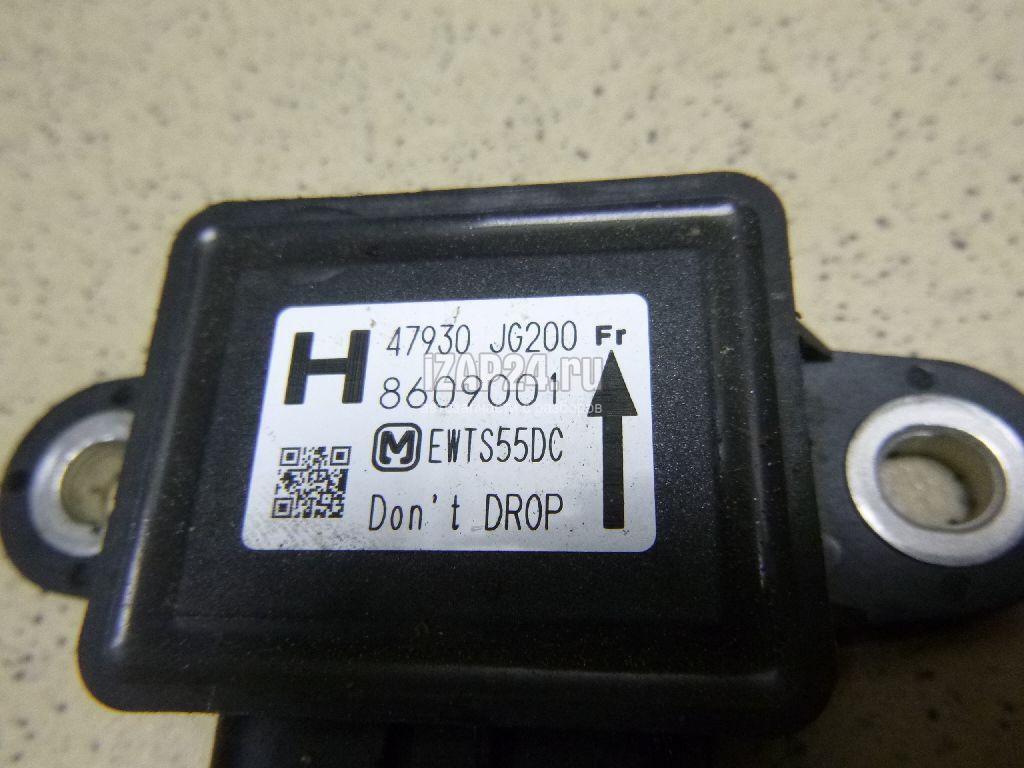 H 47930 JG200 Fr
8609001
M EWTS55DC
Don't DROP
iZAP24.ru